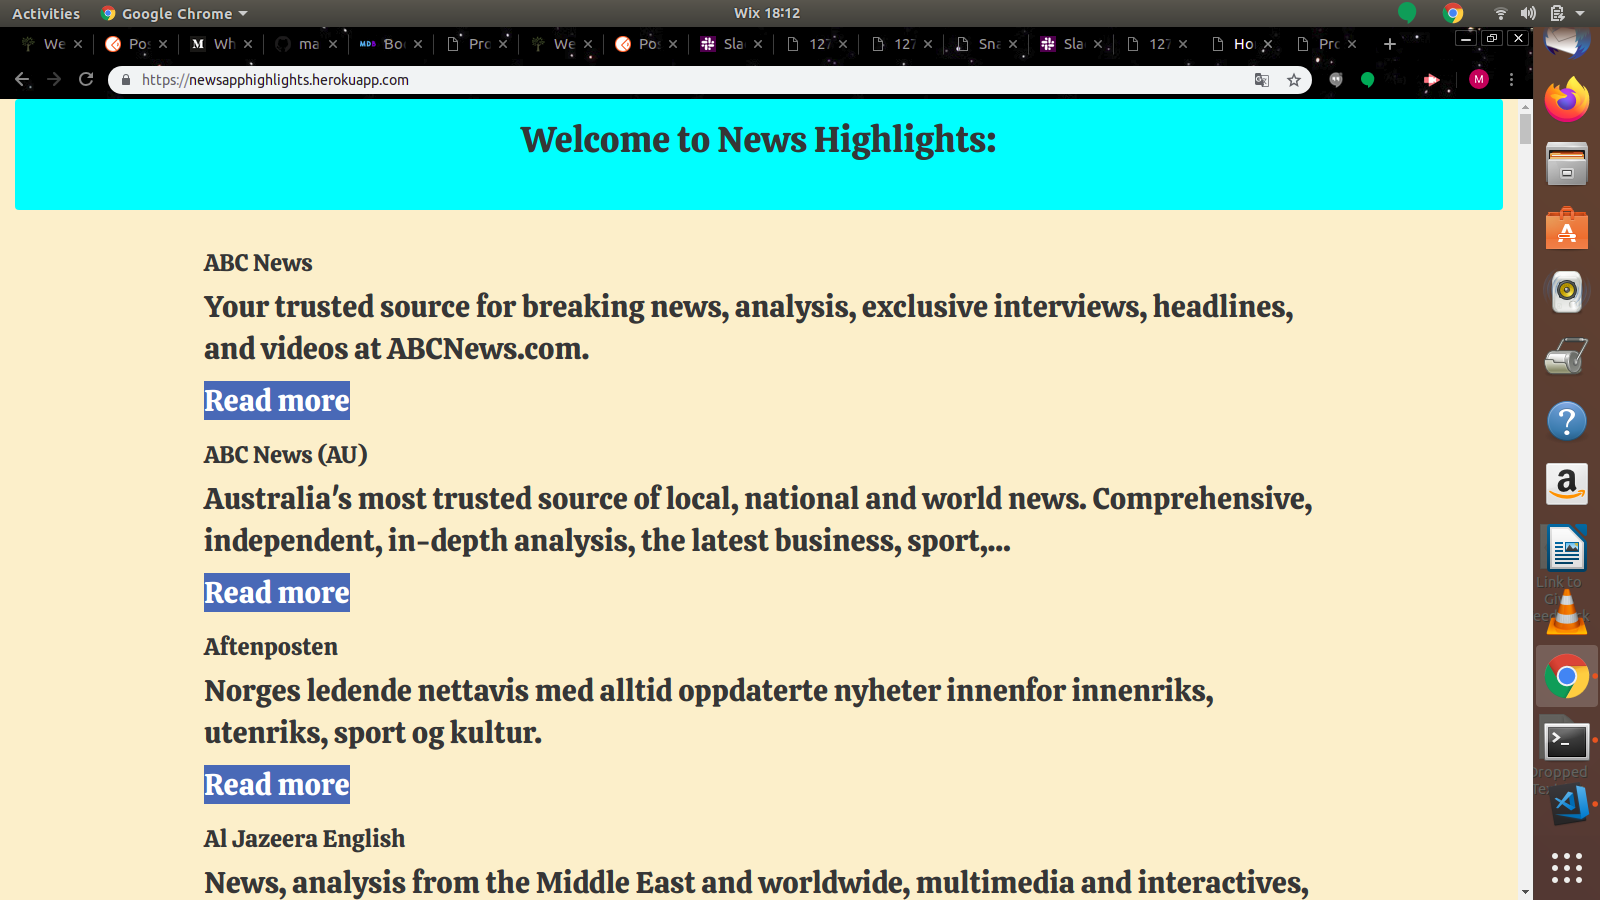 Activities Google Chrome Wix 18:12
We Pos Wh ma Boo Pro We Pos Sla 127 127 Sna Sla 127 Ho Pro
https://newsapphighlights.herokuapp.com M
Welcome to News Highlights:
ABC News
Your trusted source for breaking news, analysis, exclusive interviews, headlines,
and videos at ABCNews.com.
Read more
ABC News (AU)
Australia's most trusted source of local, national and world news. Comprehensive,
independent, in-depth analysis, the latest business, sport,...
Read more
Aftenposten
Norges ledende nettavis med alltid oppdaterte nyheter innenfor innenriks,
utenriks, sport og kultur.
Read more
Al Jazeera English
News, analysis from the Middle East and worldwide, multimedia and interactives,
Link to
Dropped